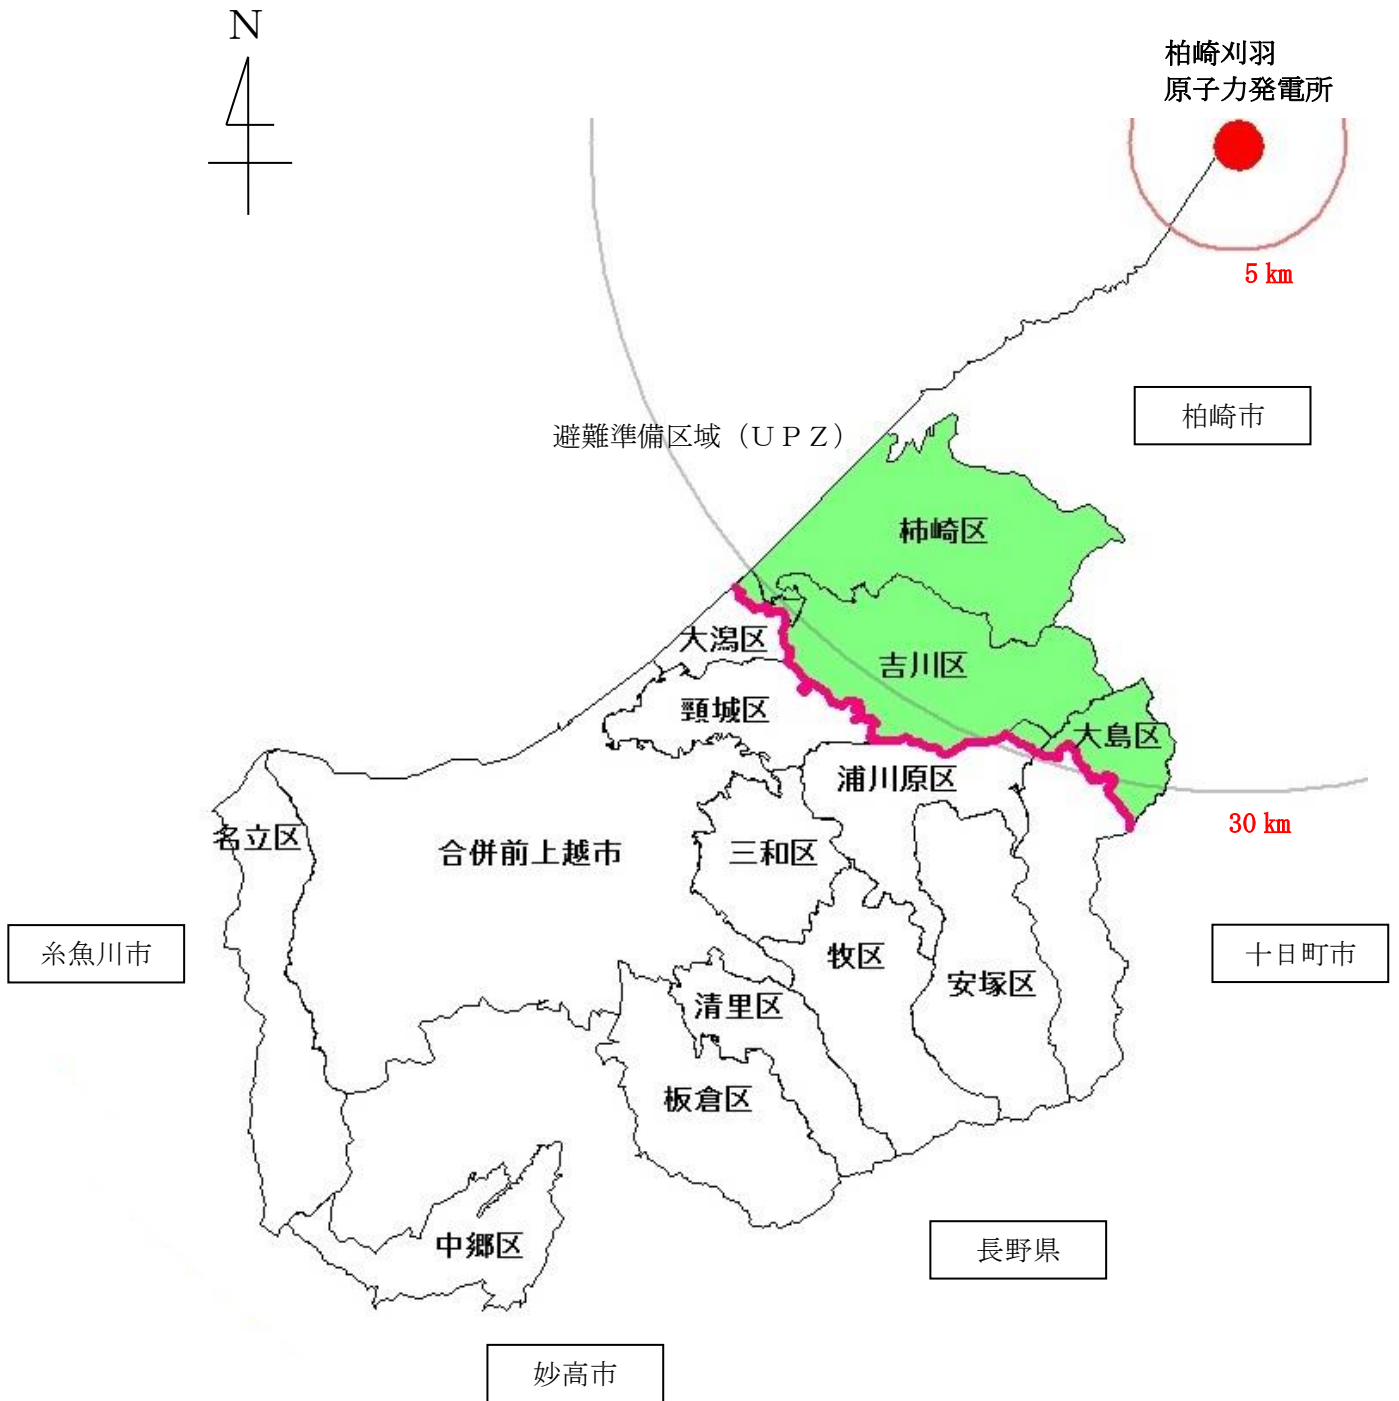 N
柏崎刈羽
原子力発電所
5 km
柏崎市
避難準備区域（ＵＰＺ）
柿崎区
大潟区
吉川区
頸城区
大島区
浦川原区
30 km
名立区
合併前上越市
三和区
糸魚川市
牧区
十日町市
安塚区
清里区
板倉区
中郷区
長野県
妙高市